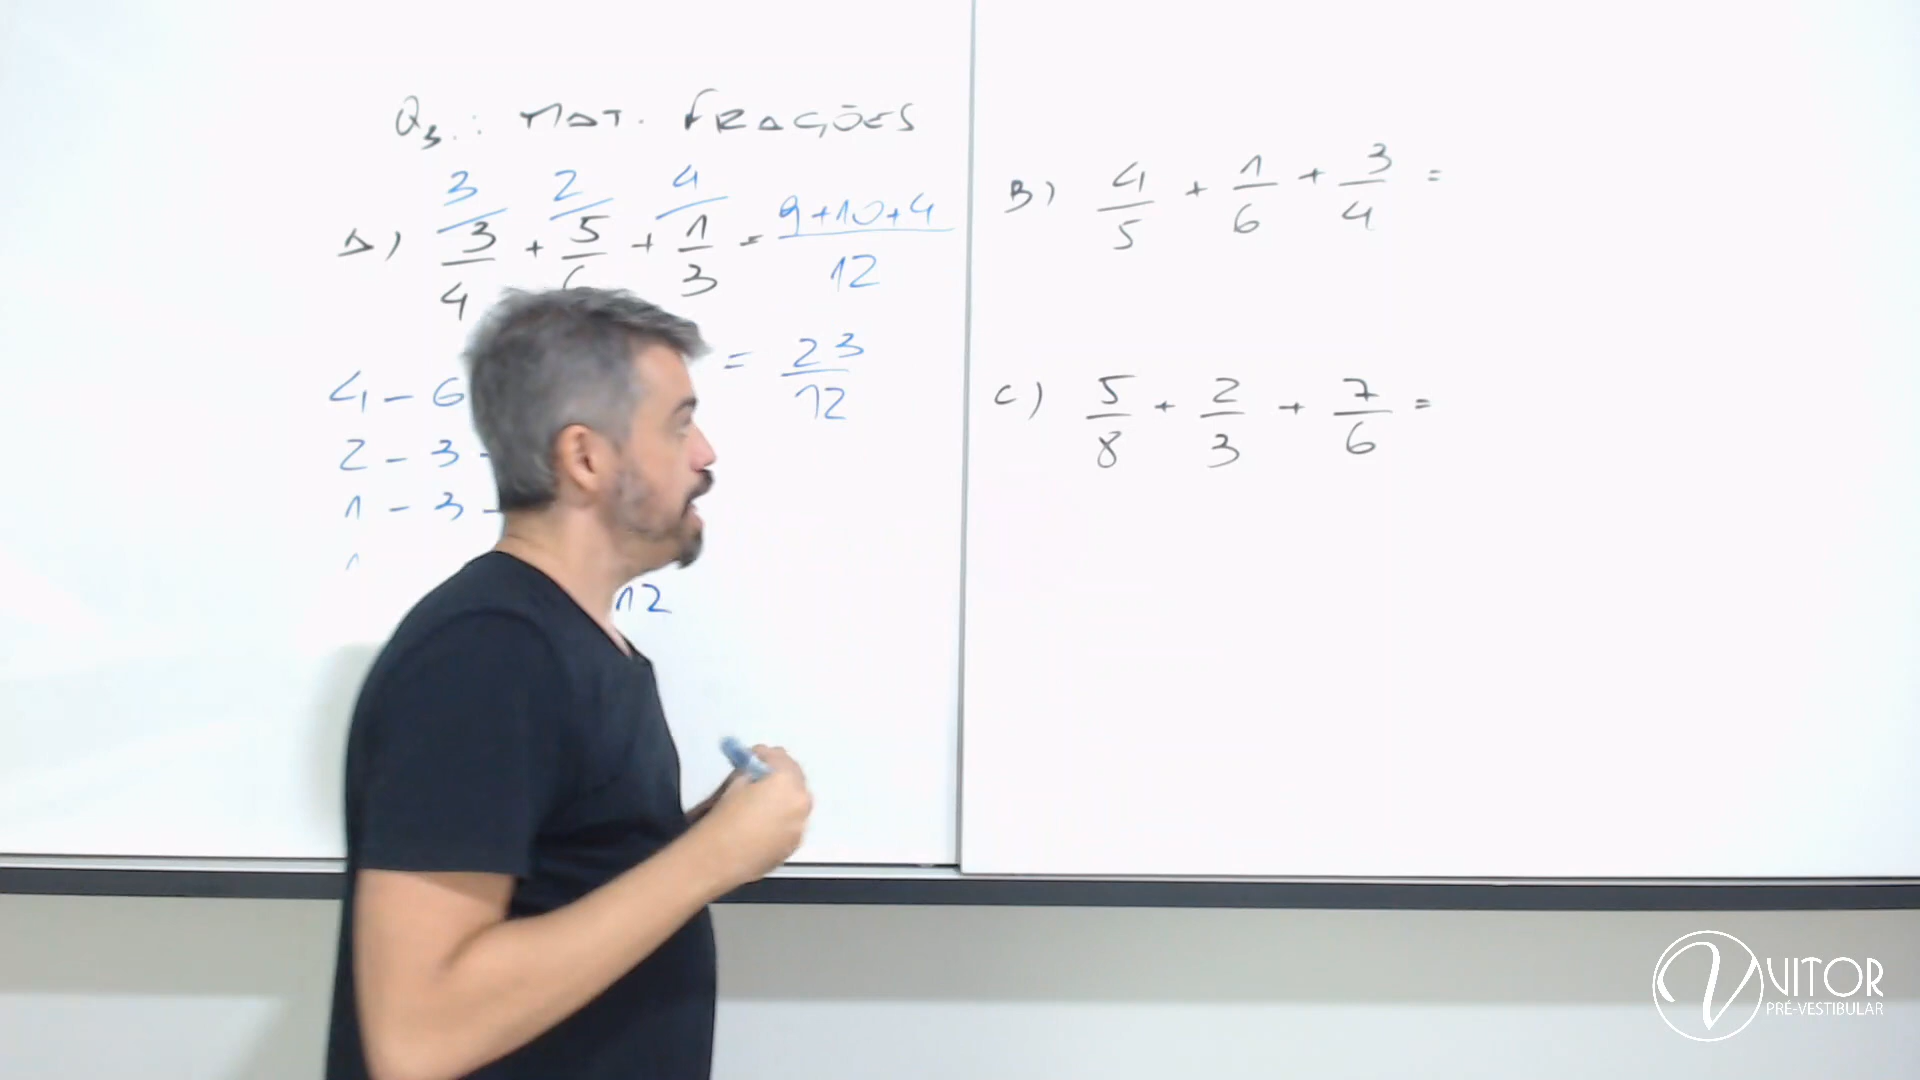 Q3.: MAT. FRAÇÕES
3 2 4
A) 3/4 + 5/6 + 1/3 = 9+10+4/12
= 23/12
4 - 6
2 - 3 -
1 - 3 -
1
12
B) 4/5 + 1/6 + 3/4 =
C) 5/8 + 2/3 + 7/6 =
VITOR
PRÉ-VESTIBULAR